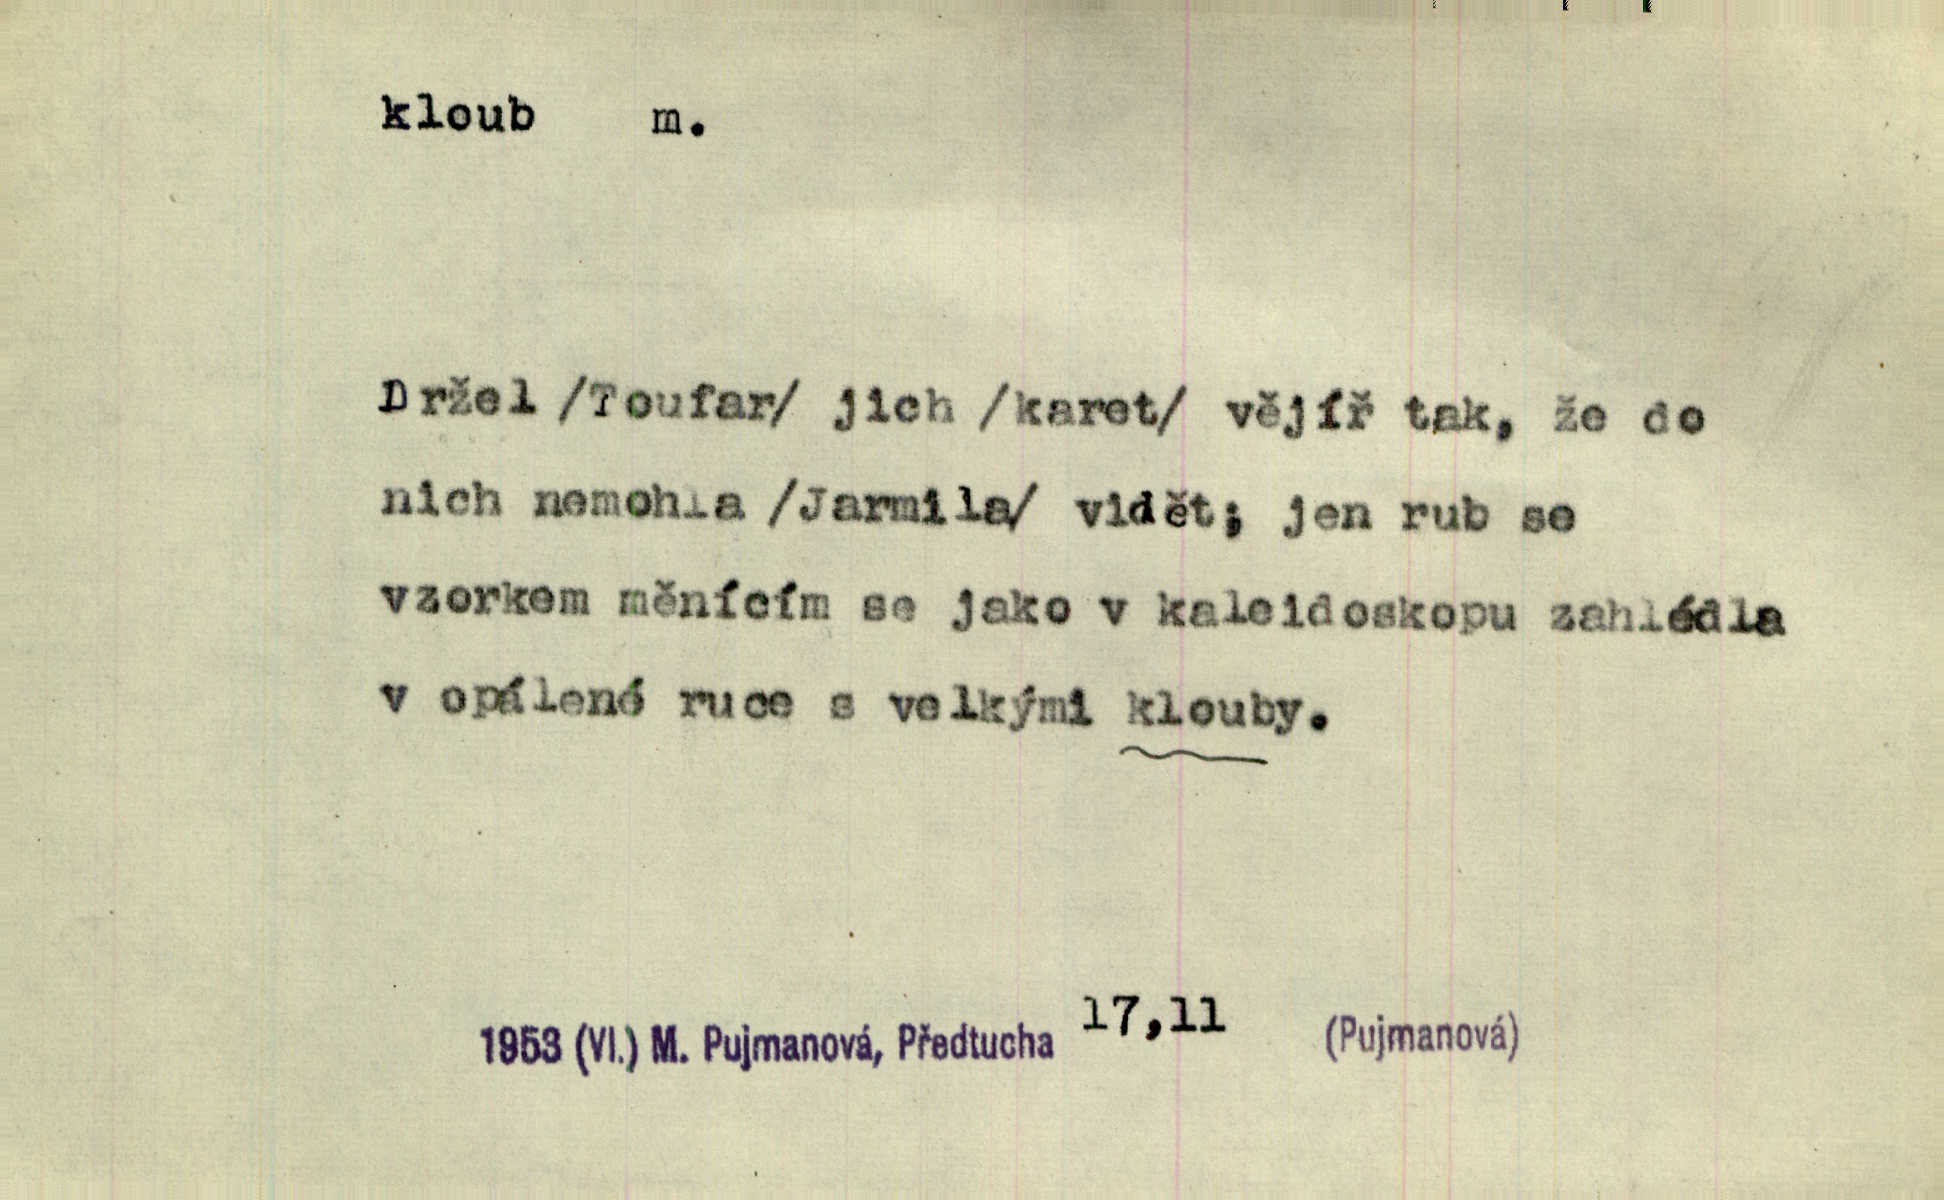 kloub m.
Držel /Toufar/ jich /karet/ vějíř tak, že do
nich nemohla /Jarmila/ vidět; jen rub se
vzorkem měnícím se jako v kaleidoskopu zahlédla
v opálené ruce s velkými klouby.
1953 (VI.) M. Pujmanová, Předtucha 17,11 (Pujmanová)